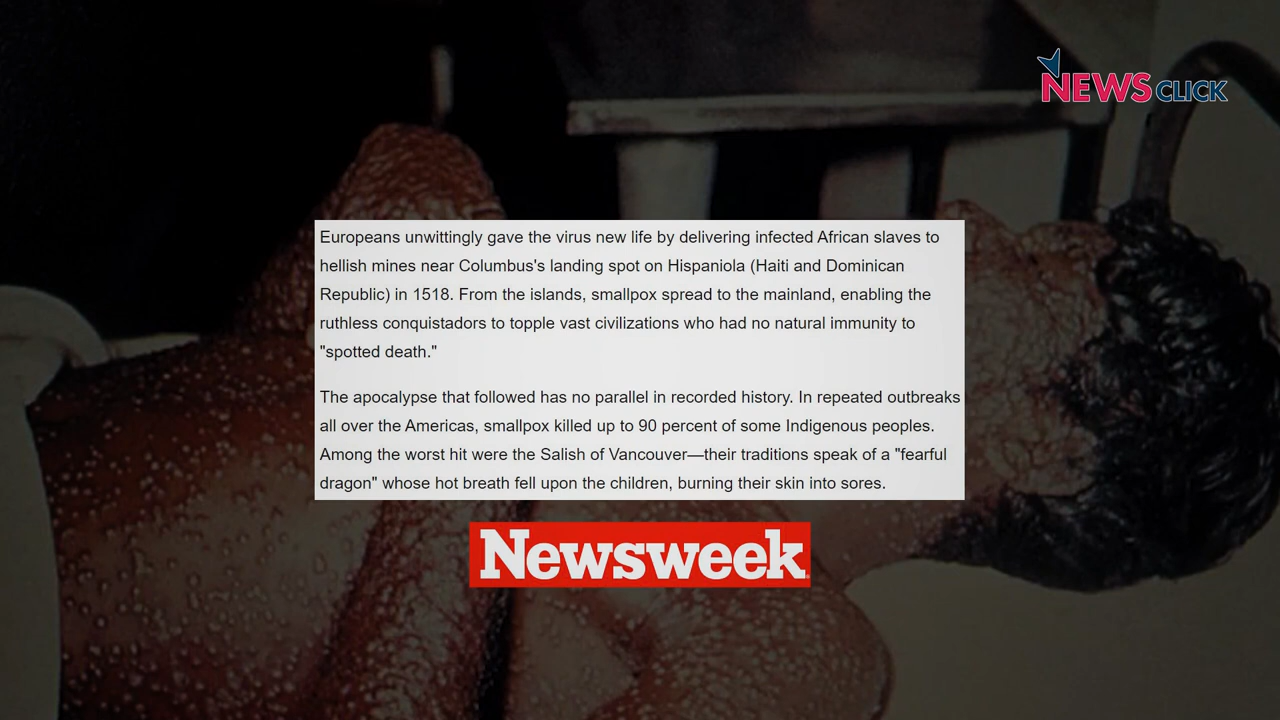 NEWS CLICK
Europeans unwittingly gave the virus new life by delivering infected African slaves to
hellish mines near Columbus's landing spot on Hispaniola (Haiti and Dominican
Republic) in 1518. From the islands, smallpox spread to the mainland, enabling the
ruthless conquistadors to topple vast civilizations who had no natural immunity to
"spotted death."
The apocalypse that followed has no parallel in recorded history. In repeated outbreaks
all over the Americas, smallpox killed up to 90 percent of some Indigenous peoples.
Among the worst hit were the Salish of Vancouver—their traditions speak of a "fearful
dragon" whose hot breath fell upon the children, burning their skin into sores.
Newsweek